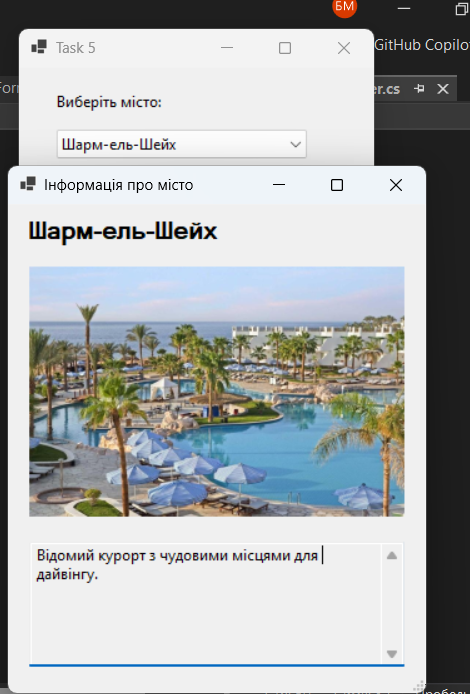 БМ
Task 5
GitHub Copilo
er.cs
Виберіть місто:
Шарм-ель-Шейх
Інформація про місто
Шарм-ель-Шейх
Відомий курорт з чудовими місцями для
дайвінгу.